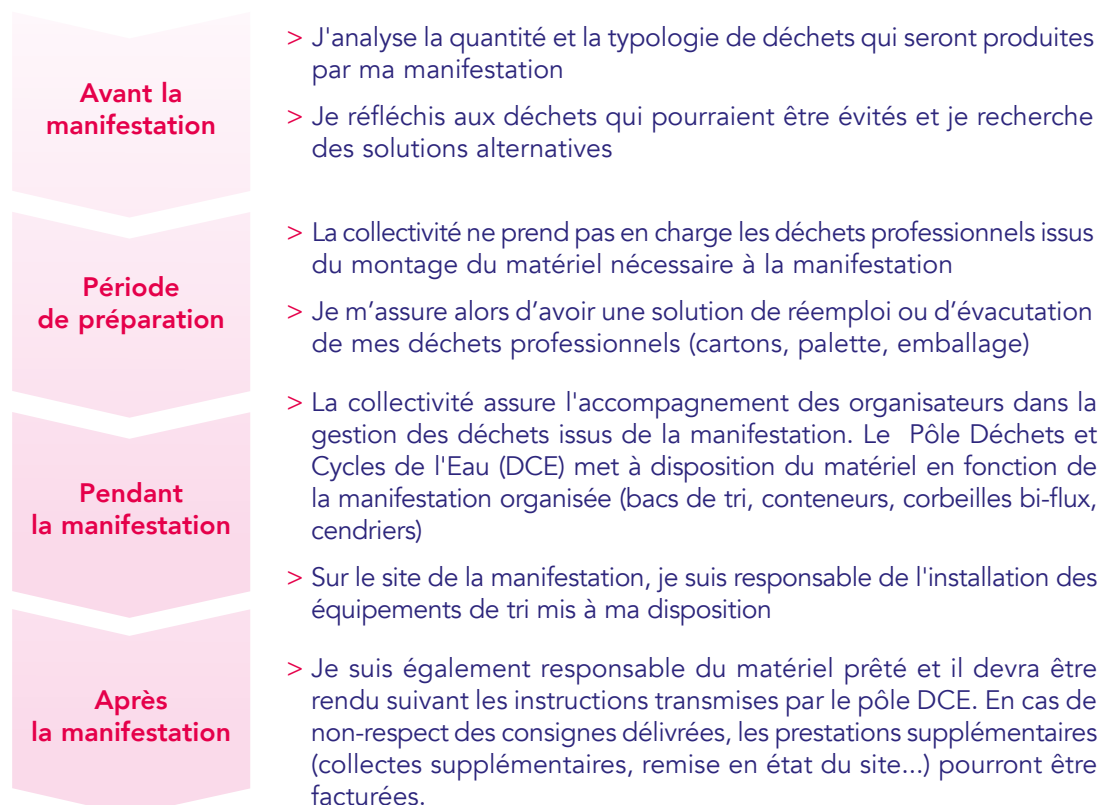 Avant la
manifestation
> J'analyse la quantité et la typologie de déchets qui seront produites
par ma manifestation
> Je réfléchis aux déchets qui pourraient être évités et je recherche
des solutions alternatives
Période
de préparation
> La collectivité ne prend pas en charge les déchets professionnels issus
du montage du matériel nécessaire à la manifestation
> Je m’assure alors d’avoir une solution de réemploi ou d’évacutation
de mes déchets professionnels (cartons, palette, emballage)
Pendant
la manifestation
> La collectivité assure l'accompagnement des organisateurs dans la
gestion des déchets issus de la manifestation. Le Pôle Déchets et
Cycles de l'Eau (DCE) met à disposition du matériel en fonction de
la manifestation organisée (bacs de tri, conteneurs, corbeilles bi-flux,
cendriers)
> Sur le site de la manifestation, je suis responsable de l'installation des
équipements de tri mis à ma disposition
Après
la manifestation
> Je suis également responsable du matériel prêté et il devra être
rendu suivant les instructions transmises par le pôle DCE. En cas de
non-respect des consignes délivrées, les prestations supplémentaires
(collectes supplémentaires, remise en état du site...) pourront être
facturées.